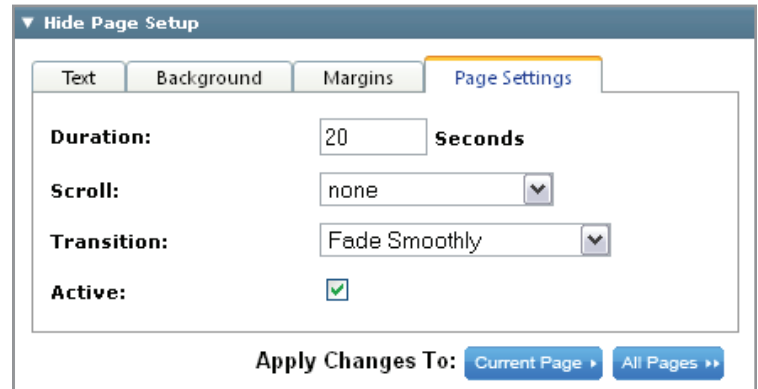 Hide Page Setup
Text Background Margins Page Settings
Duration: 20 Seconds
Scroll: none
Transition: Fade Smoothly
Active:
Apply Changes To: Current Page All Pages